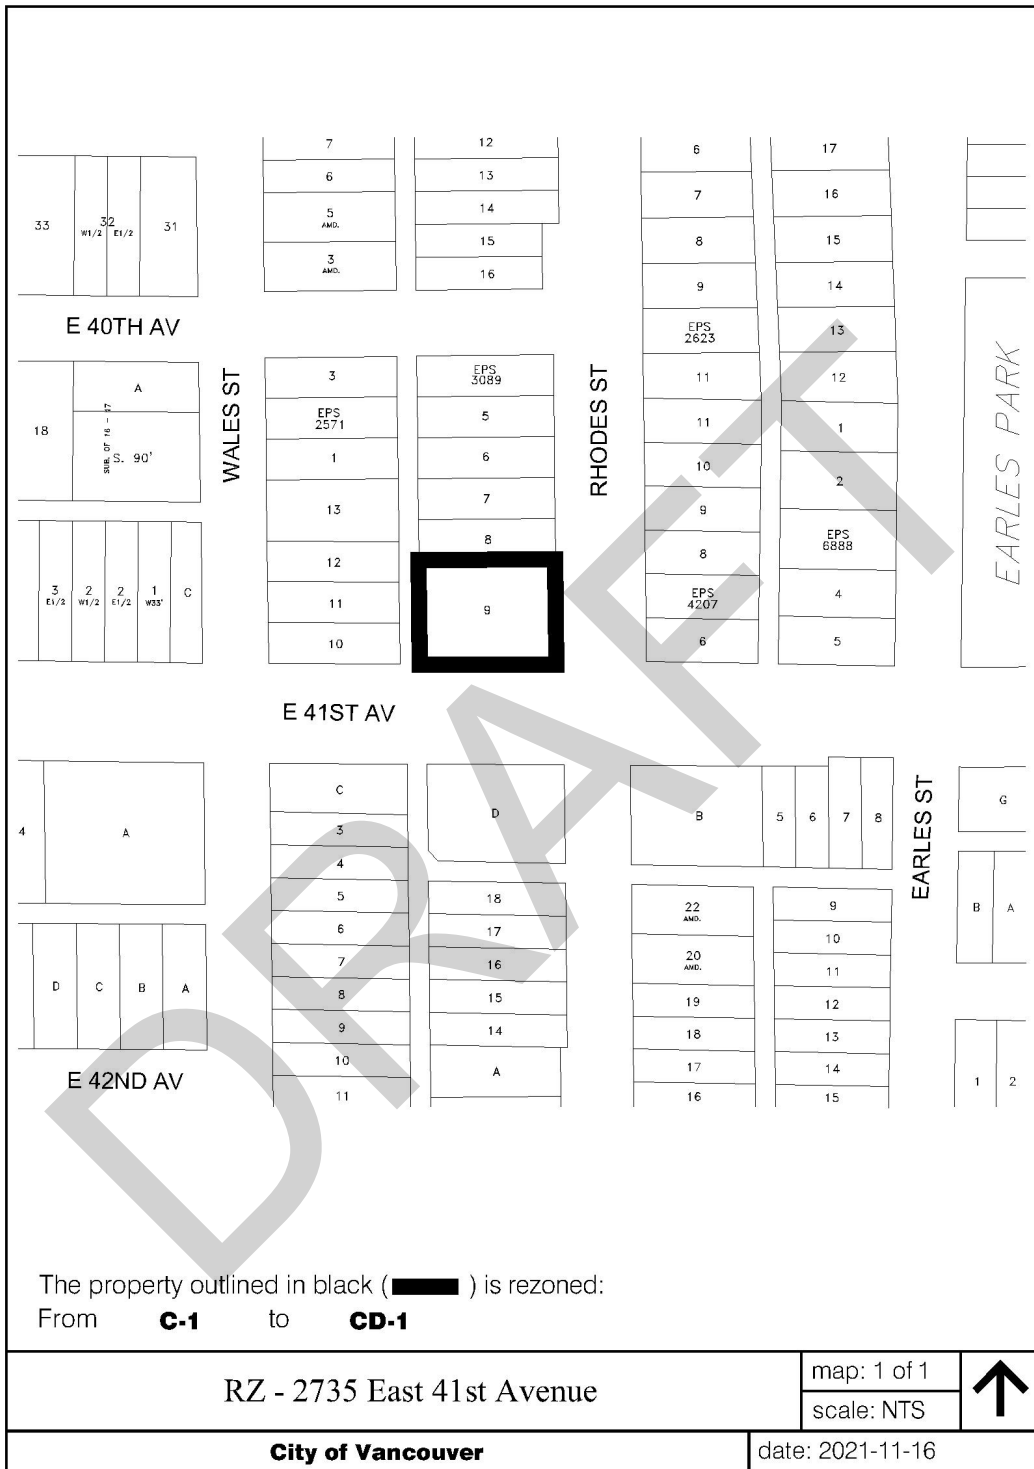 7
6
5
AMD.
3
AMD.
12
13
14
15
16
6
7
8
9
EPS
2623
11
11
10
9
8
EPS
4207
6
17
16
15
14
13
12
1
2
EPS
6888
4
5
33
32
W1/2
E1/2
31
E 40TH AV
A
18
SUB. OF 16 - 17
S. 90'
WALES ST
3
EPS
2571
1
13
12
11
10
EPS
3089
5
6
7
8
9
RHODES ST
EARLES PARK
3
E1/2
2
W1/2
2
E1/2
1
W33'
C
E 41ST AV
4
A
C
3
4
5
6
7
8
9
10
11
D
18
17
16
15
14
A
B
5
6
7
8
EARLES ST
G
B
A
22
AMD.
20
AMD.
19
18
17
16
9
10
11
12
13
14
15
D
C
B
A
E 42ND AV
1
2
DRAFT
The property outlined in black ( ) is rezoned:
From C-1 to CD-1
RZ - 2735 East 41st Avenue
map: 1 of 1
scale: NTS
City of Vancouver
date: 2021-11-16